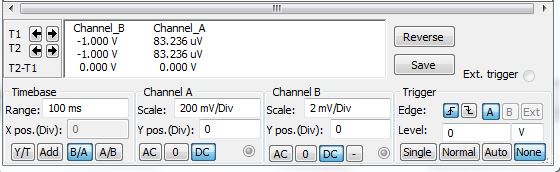 Channel_B Channel_A
T1 -1.000 V 83.236 uV
T2 -1.000 V 83.236 uV
T2-T1 0.000 V 0.000 V
Reverse
Save
Ext. trigger
Timebase
Range: 100 ms
X pos.(Div): 0
Y/T Add B/A A/B
Channel A
Scale: 200 mV/Div
Y pos.(Div): 0
AC 0 DC
Channel B
Scale: 2 mV/Div
Y pos.(Div): 0
AC 0 DC -
Trigger
Edge: A B Ext
Level: 0 V
Single Normal Auto None